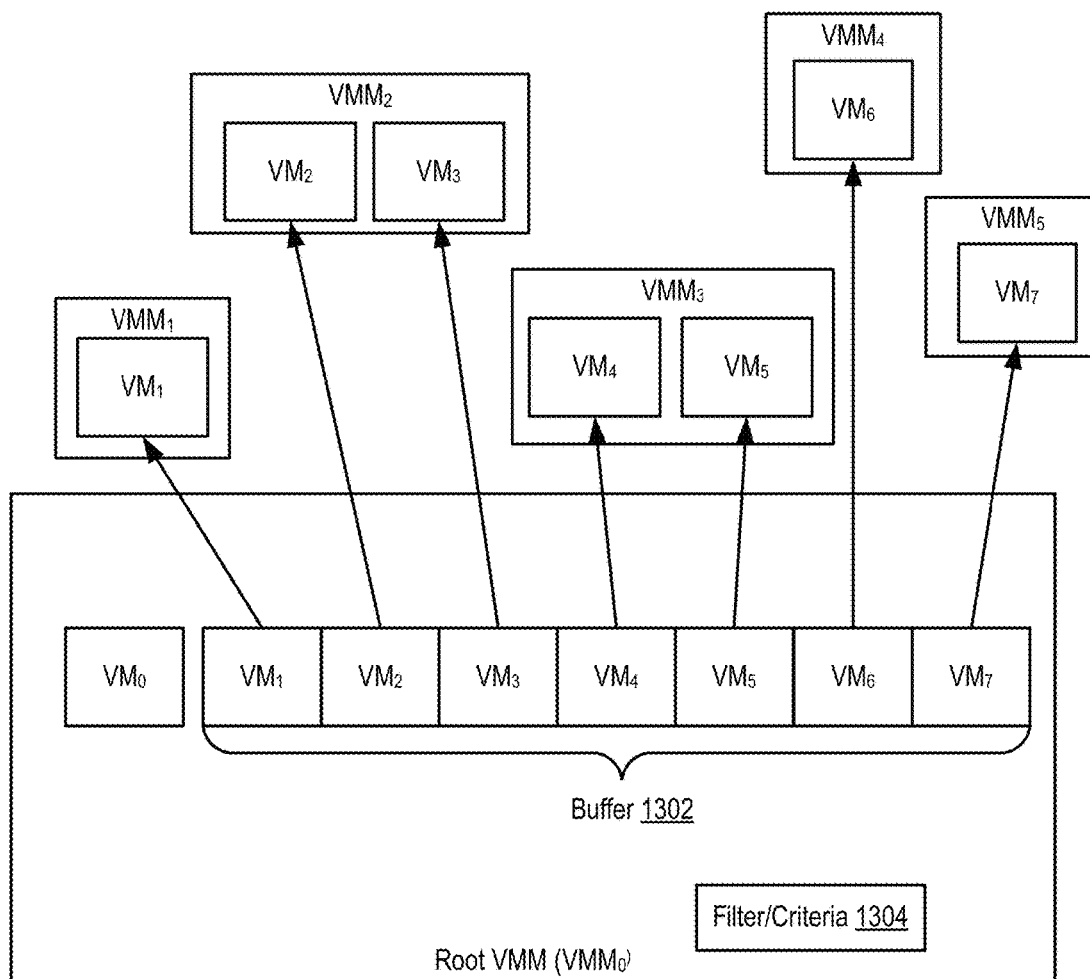 VMM₄
VM₆
VMM₂
VM₂ VM₃
VMM₅
VM₇
VMM₃
VM₄ VM₅
VMM₁
VM₁
VM₀ VM₁ VM₂ VM₃ VM₄ VM₅ VM₆ VM₇
Buffer 1302
Filter/Criteria 1304
Root VMM (VMM₀)